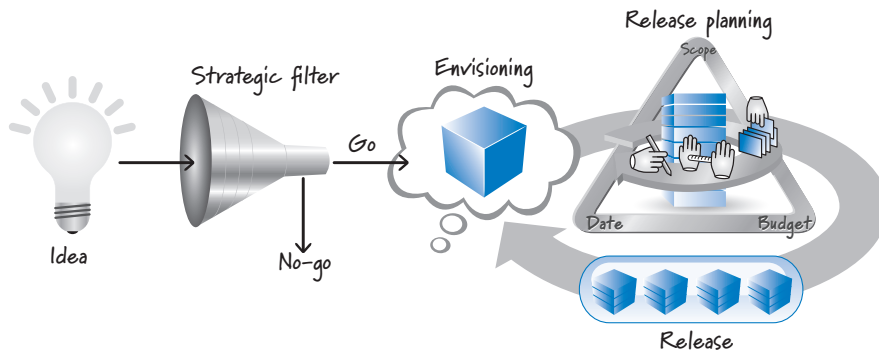 Release planning
Scope
Strategic filter
Envisioning
Go
Date
Budget
Idea
No-go
Release